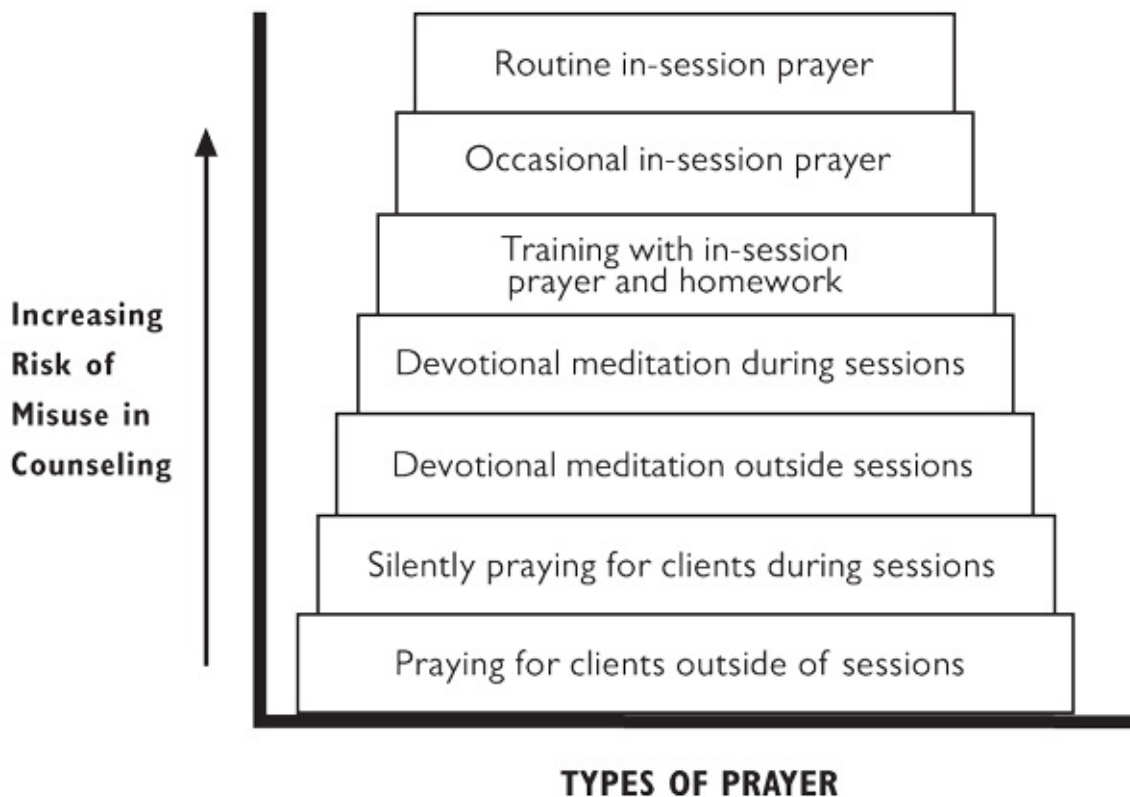 Routine in-session prayer
Occasional in-session prayer
Training with in-session
prayer and homework
Devotional meditation during sessions
Devotional meditation outside sessions
Silently praying for clients during sessions
Praying for clients outside of sessions
Increasing
Risk of
Misuse in
Counseling
TYPES OF PRAYER